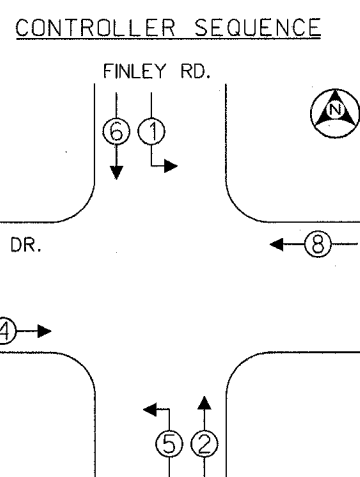 CONTROLLER SEQUENCE
FINLEY RD.
N
6 1
DR.
8
4
5 2